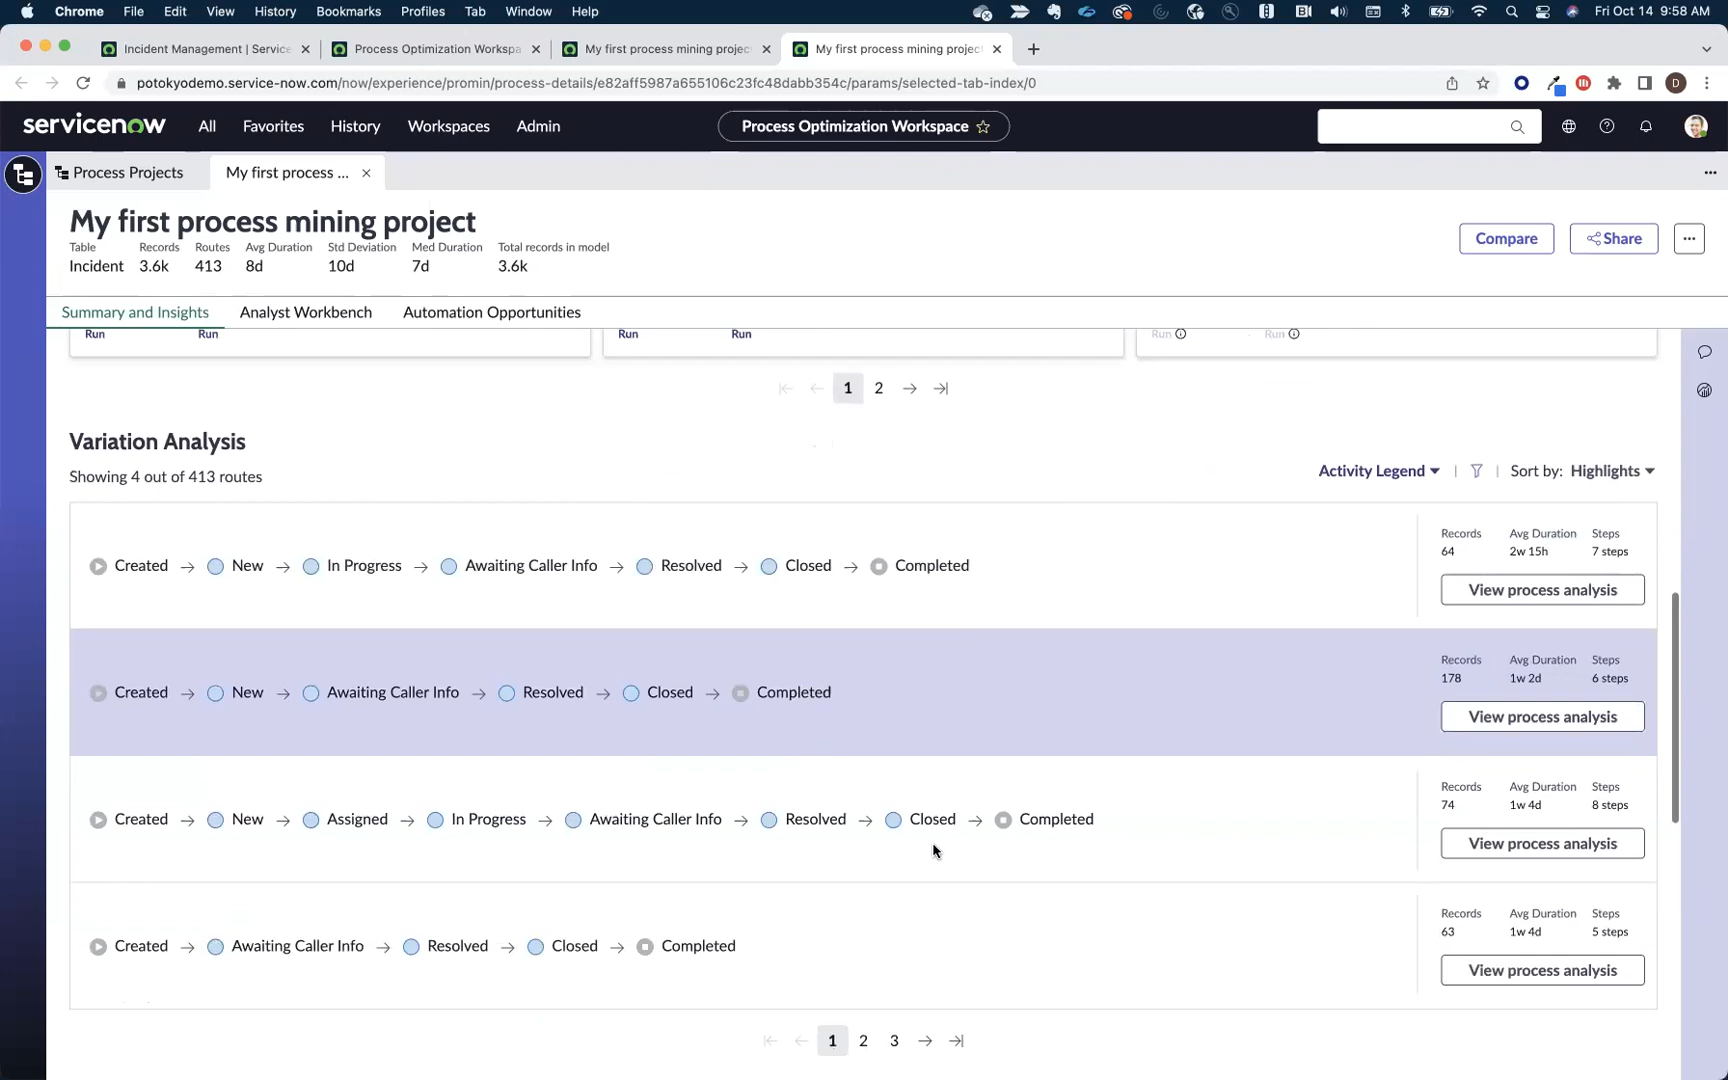 Chrome File Edit View History Bookmarks Profiles Tab Window Help Fri Oct 14 9:58 AM
Incident Management | Service Process Optimization Workspa My first process mining project My first process mining project
potokyodemo.service-now.com/now/experience/promin/process-details/e82aff5987a655106c23fc48dabb354c/params/selected-tab-index/0 D
servicenow All Favorites History Workspaces Admin Process Optimization Workspace
Process Projects My first process ...
My first process mining project
Table Records Routes Avg Duration Std Deviation Med Duration Total records in model
Incident 3.6k 413 8d 10d 7d 3.6k
Compare Share
Summary and Insights Analyst Workbench Automation Opportunities
Run Run Run Run Run Run
1 2
Variation Analysis
Showing 4 out of 413 routes
Activity Legend Sort by: Highlights
Created New In Progress Awaiting Caller Info Resolved Closed Completed
Records Avg Duration Steps
64 2w 15h 7 steps
View process analysis
Created New Awaiting Caller Info Resolved Closed Completed
Records Avg Duration Steps
178 1w 2d 6 steps
View process analysis
Created New Assigned In Progress Awaiting Caller Info Resolved Closed Completed
Records Avg Duration Steps
74 1w 4d 8 steps
View process analysis
Created Awaiting Caller Info Resolved Closed Completed
Records Avg Duration Steps
63 1w 4d 5 steps
View process analysis
1 2 3